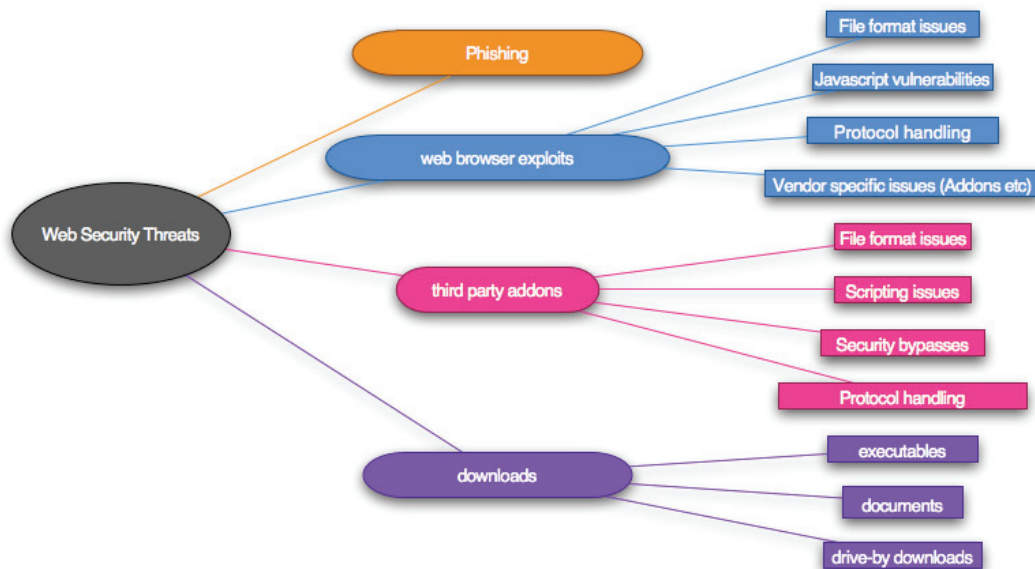 Phishing
web browser exploits
File format issues
Javascript vulnerabilities
Protocol handling
Vendor specific issues (Addons etc)
Web Security Threats
third party addons
File format issues
Scripting issues
Security bypasses
Protocol handling
downloads
executables
documents
drive-by downloads